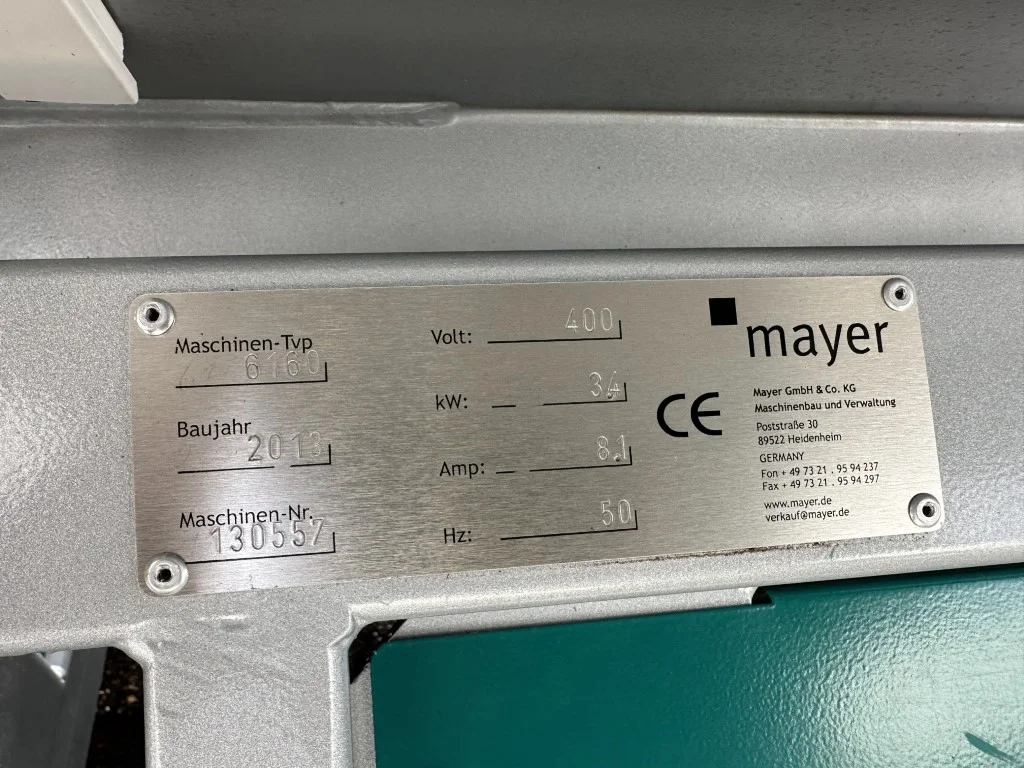 Maschinen-Typ
6160
Baujahr
2013
Maschinen-Nr.
130557
Volt: 400
kW: 3,4
Amp: 8,1
Hz: 50
mayer
CE
Mayer GmbH & Co. KG
Maschinenbau und Verwaltung
Poststraße 30
89522 Heidenheim
GERMANY
Fon + 49 73 21 . 95 94 237
Fax + 49 73 21 . 95 94 297
www.mayer.de
verkauf@mayer.de